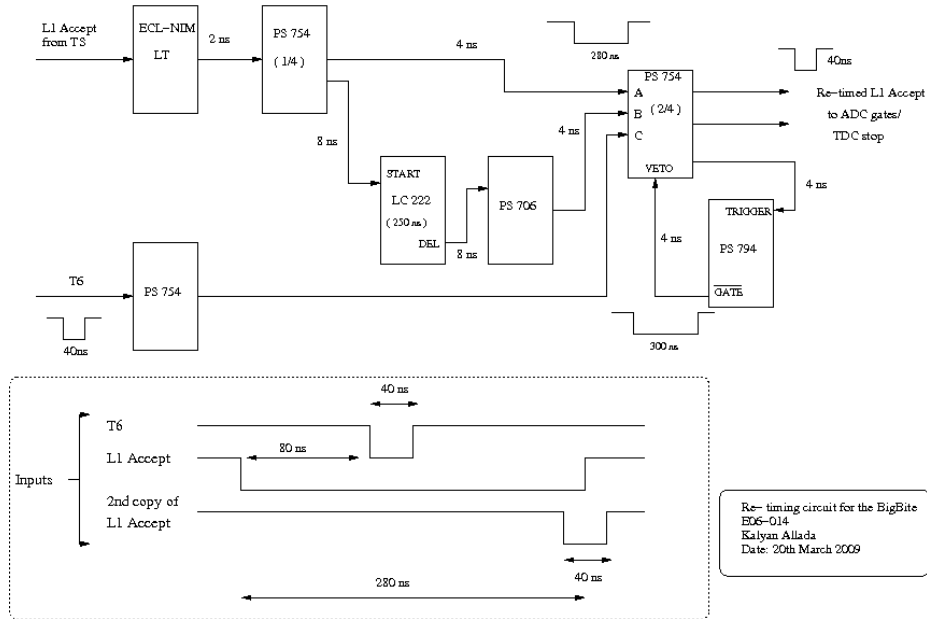 L1 Accept
from TS
ECL-NIM
LT
2 ns
PS 754
( 1/4 )
4 ns
280 ns
PS 754
( 2/4 )
A
B
C
VETO
40ns
Re-timed L1 Accept
to ADC gates/
TDC stop
8 ns
START
LC 222
( 250 ns )
DEL
8 ns
PS 706
4 ns
4 ns
TRIGGER
PS 794
GATE
4 ns
300 ns
T6
PS 754
40ns
40 ns
T6
80 ns
L1 Accept
Inputs
2nd copy of
L1 Accept
40 ns
280 ns
Re- timing circuit for the BigBite
E06-014
Kalyan Allada
Date: 20th March 2009